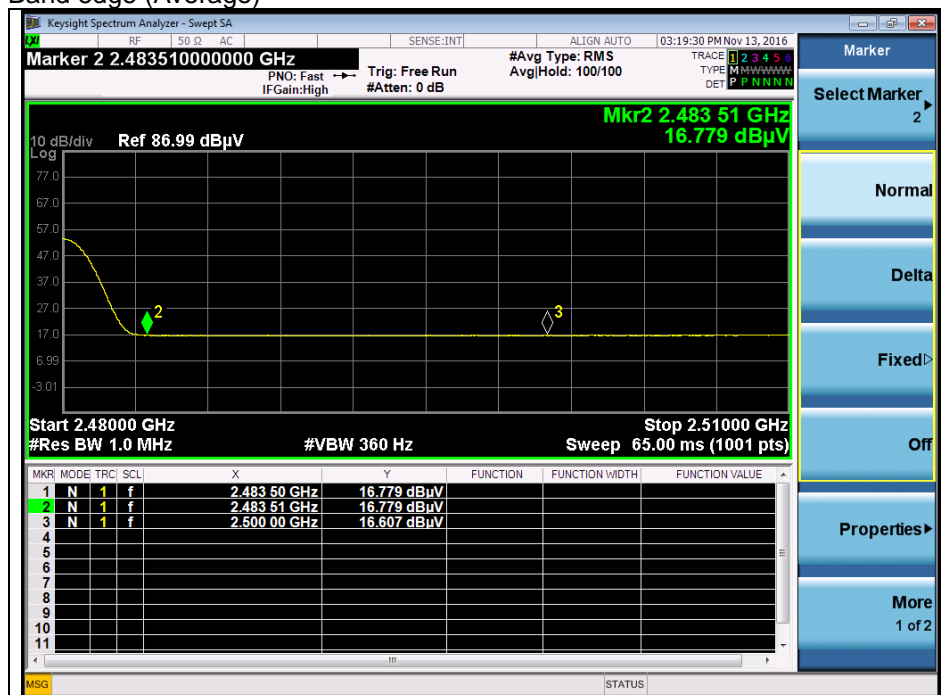 Band edge (Average)
Keysight Spectrum Analyzer - Swept SA
LXI RF 50 Ω AC SENSE:INT ALIGN AUTO 03:19:30 PM Nov 13, 2016
Marker 2 2.483510000000 GHz
PNO: Fast
IFGain:High
Trig: Free Run
#Atten: 0 dB
#Avg Type: RMS
Avg|Hold: 100/100
TRACE 1 2 3 4 5 6
TYPE M M W W W W
DET P P N N N N
Mkr2 2.483 51 GHz
16.779 dBµV
10 dB/div Ref 86.99 dBµV
Log
77.0
67.0
57.0
47.0
37.0
27.0
17.0
6.99
-3.01
2
3
Start 2.48000 GHz Stop 2.51000 GHz
#Res BW 1.0 MHz #VBW 360 Hz Sweep 65.00 ms (1001 pts)
MKR MODE TRC SCL X Y FUNCTION FUNCTION WIDTH FUNCTION VALUE
1 N 1 f 2.483 50 GHz 16.779 dBµV
2 N 1 f 2.483 51 GHz 16.779 dBµV
3 N 1 f 2.500 00 GHz 16.607 dBµV
4
5
6
7
8
9
10
11
MSG STATUS
Marker
Select Marker
2
Normal
Delta
Fixed
Off
Properties
More
1 of 2